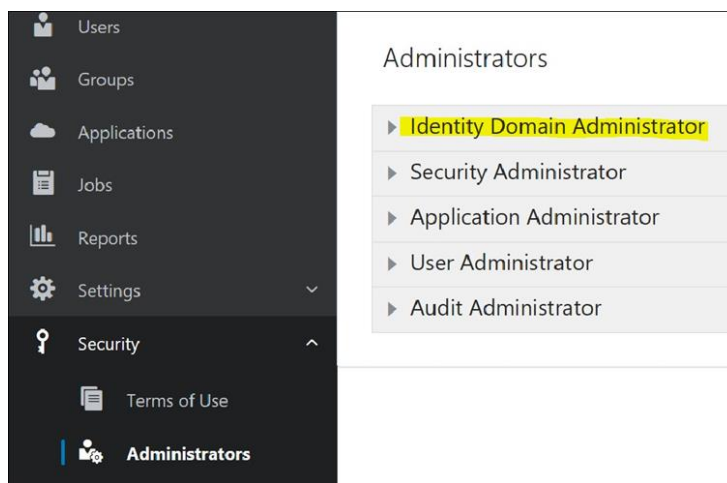 Users
Groups
Applications
Jobs
Reports
Settings
Security
Terms of Use
Administrators
Administrators
Identity Domain Administrator
Security Administrator
Application Administrator
User Administrator
Audit Administrator